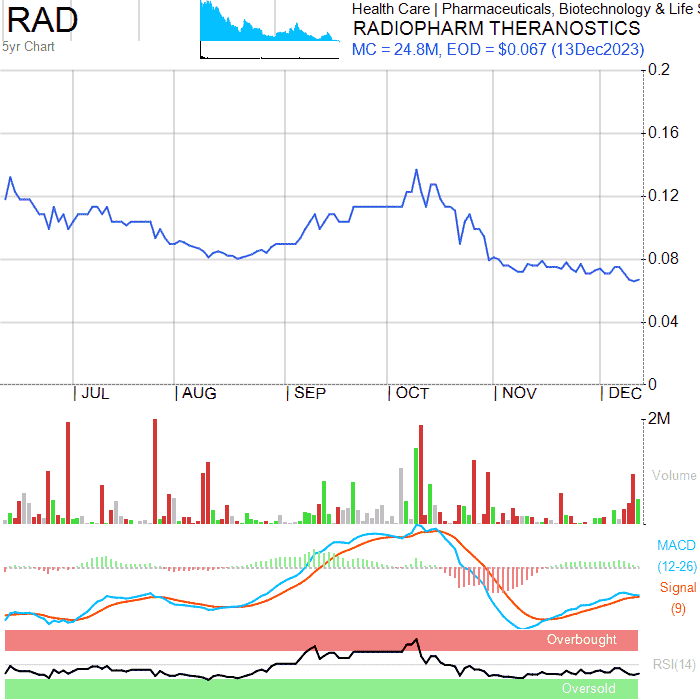 RAD
5yr Chart
Health Care | Pharmaceuticals, Biotechnology & Life S
RADIOPHARM THERANOSTICS
MC = 24.8M, EOD = $0.067 (13Dec2023)
0.2
0.16
0.12
0.08
0.04
0
| JUL | AUG | SEP | OCT | NOV | DEC
2M
Volume
MACD
(12-26)
Signal
(9)
Overbought
RSI(14)
Oversold